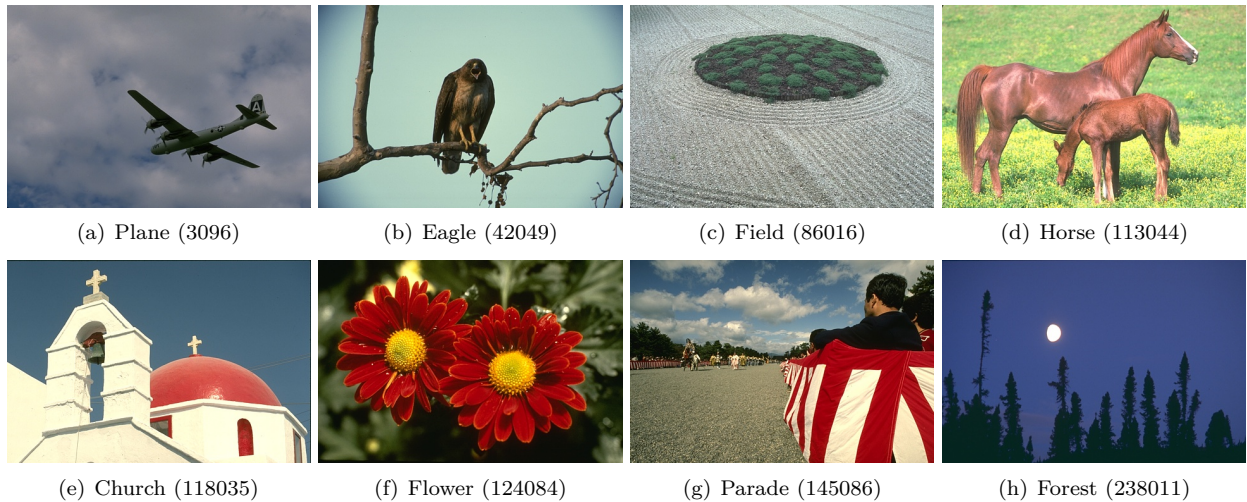 A
(a) Plane (3096)
(b) Eagle (42049)
(c) Field (86016)
(d) Horse (113044)
(e) Church (118035)
(f) Flower (124084)
(g) Parade (145086)
(h) Forest (238011)